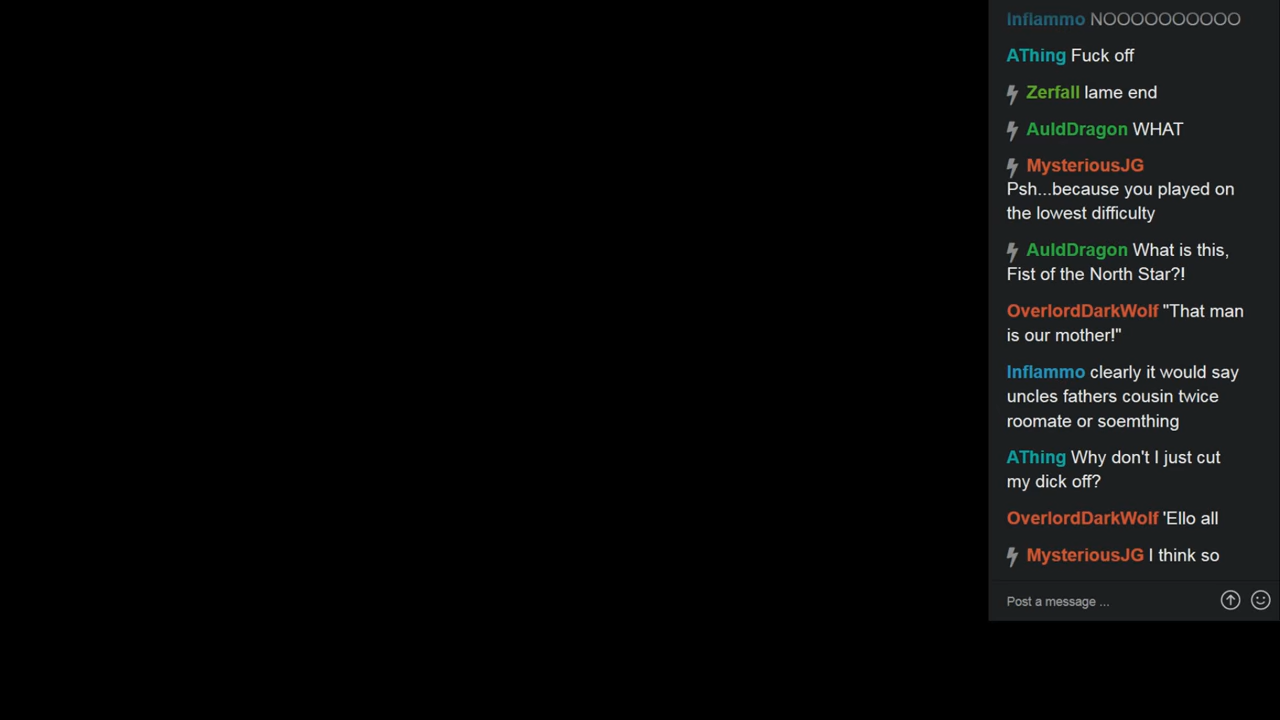 Inflammo NOOOOOOOOOO
AThing Fuck off
Zerfall lame end
AuldDragon WHAT
MysteriousJG
Psh...because you played on
the lowest difficulty
AuldDragon What is this,
Fist of the North Star?!
OverlordDarkWolf "That man
is our mother!"
Inflammo clearly it would say
uncles fathers cousin twice
roomate or soemthing
AThing Why don't I just cut
my dick off?
OverlordDarkWolf 'Ello all
MysteriousJG I think so
Post a message ...